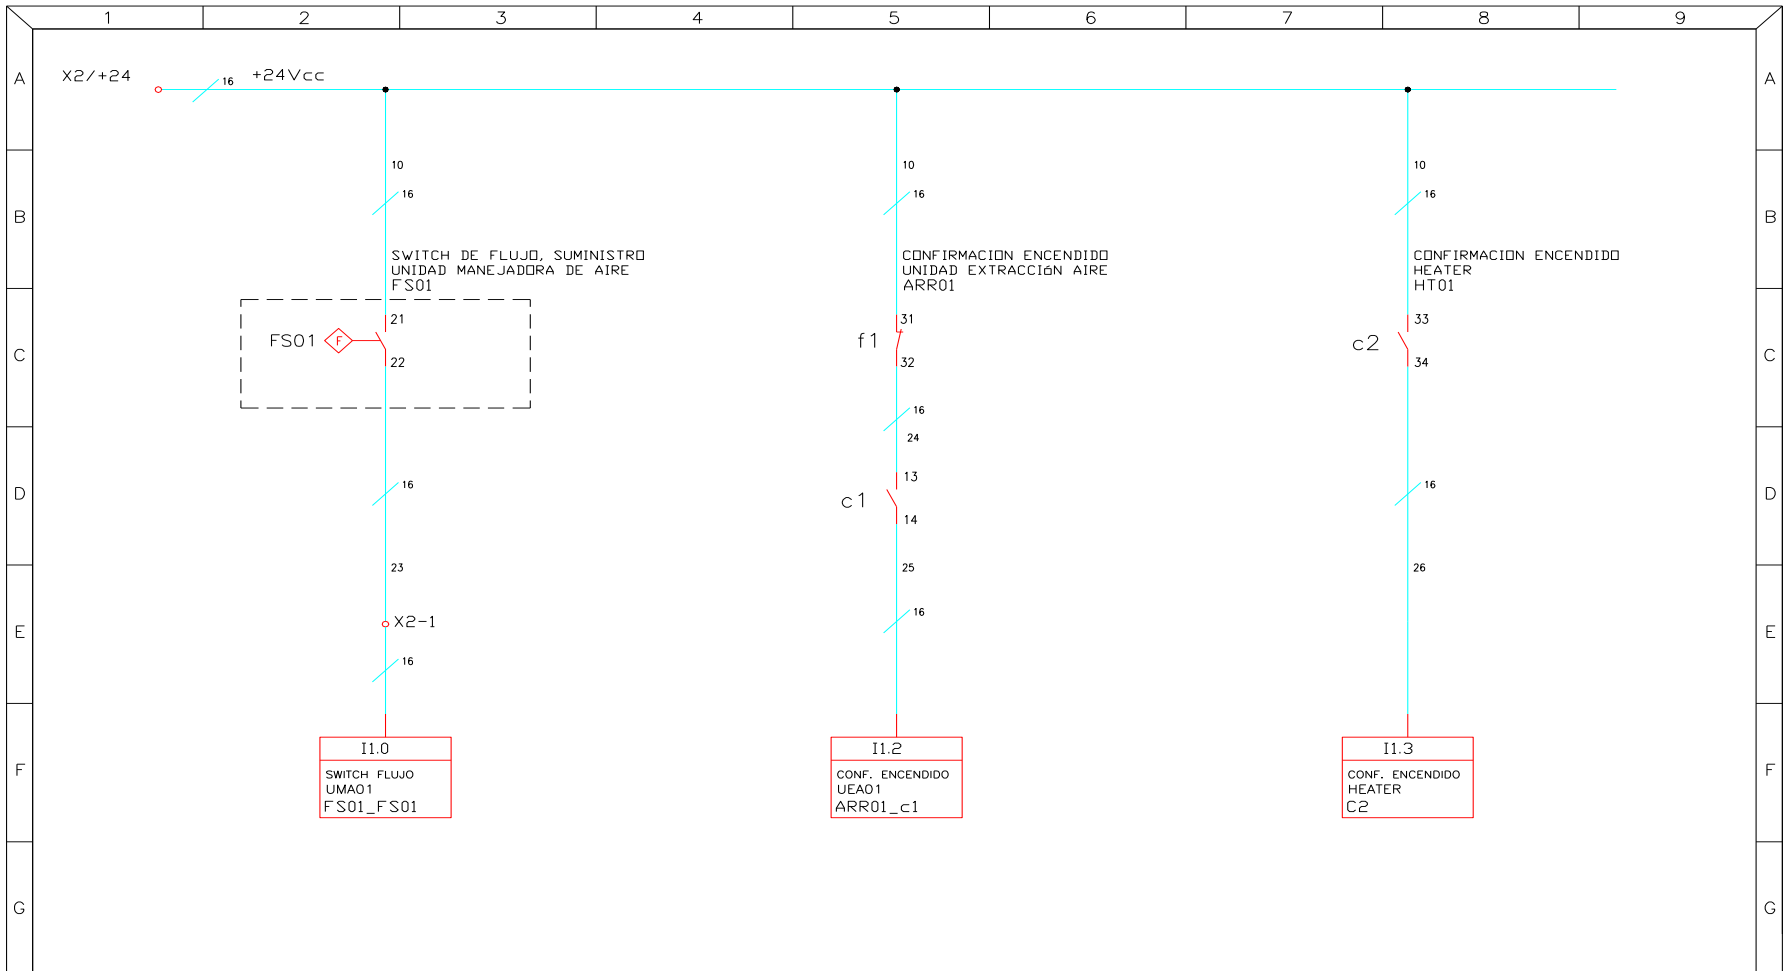 1 2 3 4 5 6 7 8 9
A A
X2/+24 16 +24Vcc
10 10 10
16 16 16
B B
SWITCH DE FLUJO, SUMINISTRO
UNIDAD MANEJADORA DE AIRE
FS01
CONFIRMACION ENCENDIDO
UNIDAD EXTRACCIóN AIRE
ARR01
CONFIRMACION ENCENDIDO
HEATER
HT01
21 31 33
FS01 F f1 c2
C C
22 32 34
16
24
13
16 16
D c1 D
14
23 25 26
16
X2-1
E E
16
I1.0
SWITCH FLUJO
UMA01
FS01_FS01
I1.2
CONF. ENCENDIDO
UEA01
ARR01_c1
I1.3
CONF. ENCENDIDO
HEATER
C2
F F
G G